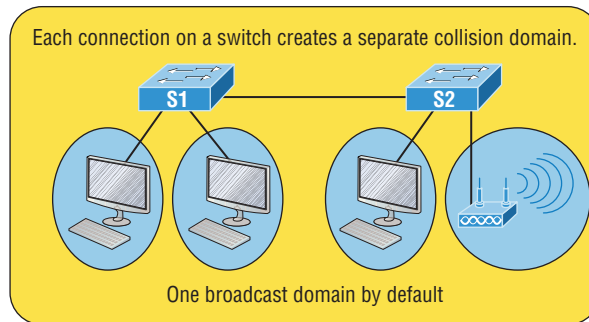 Each connection on a switch creates a separate collision domain.
S1
S2
One broadcast domain by default